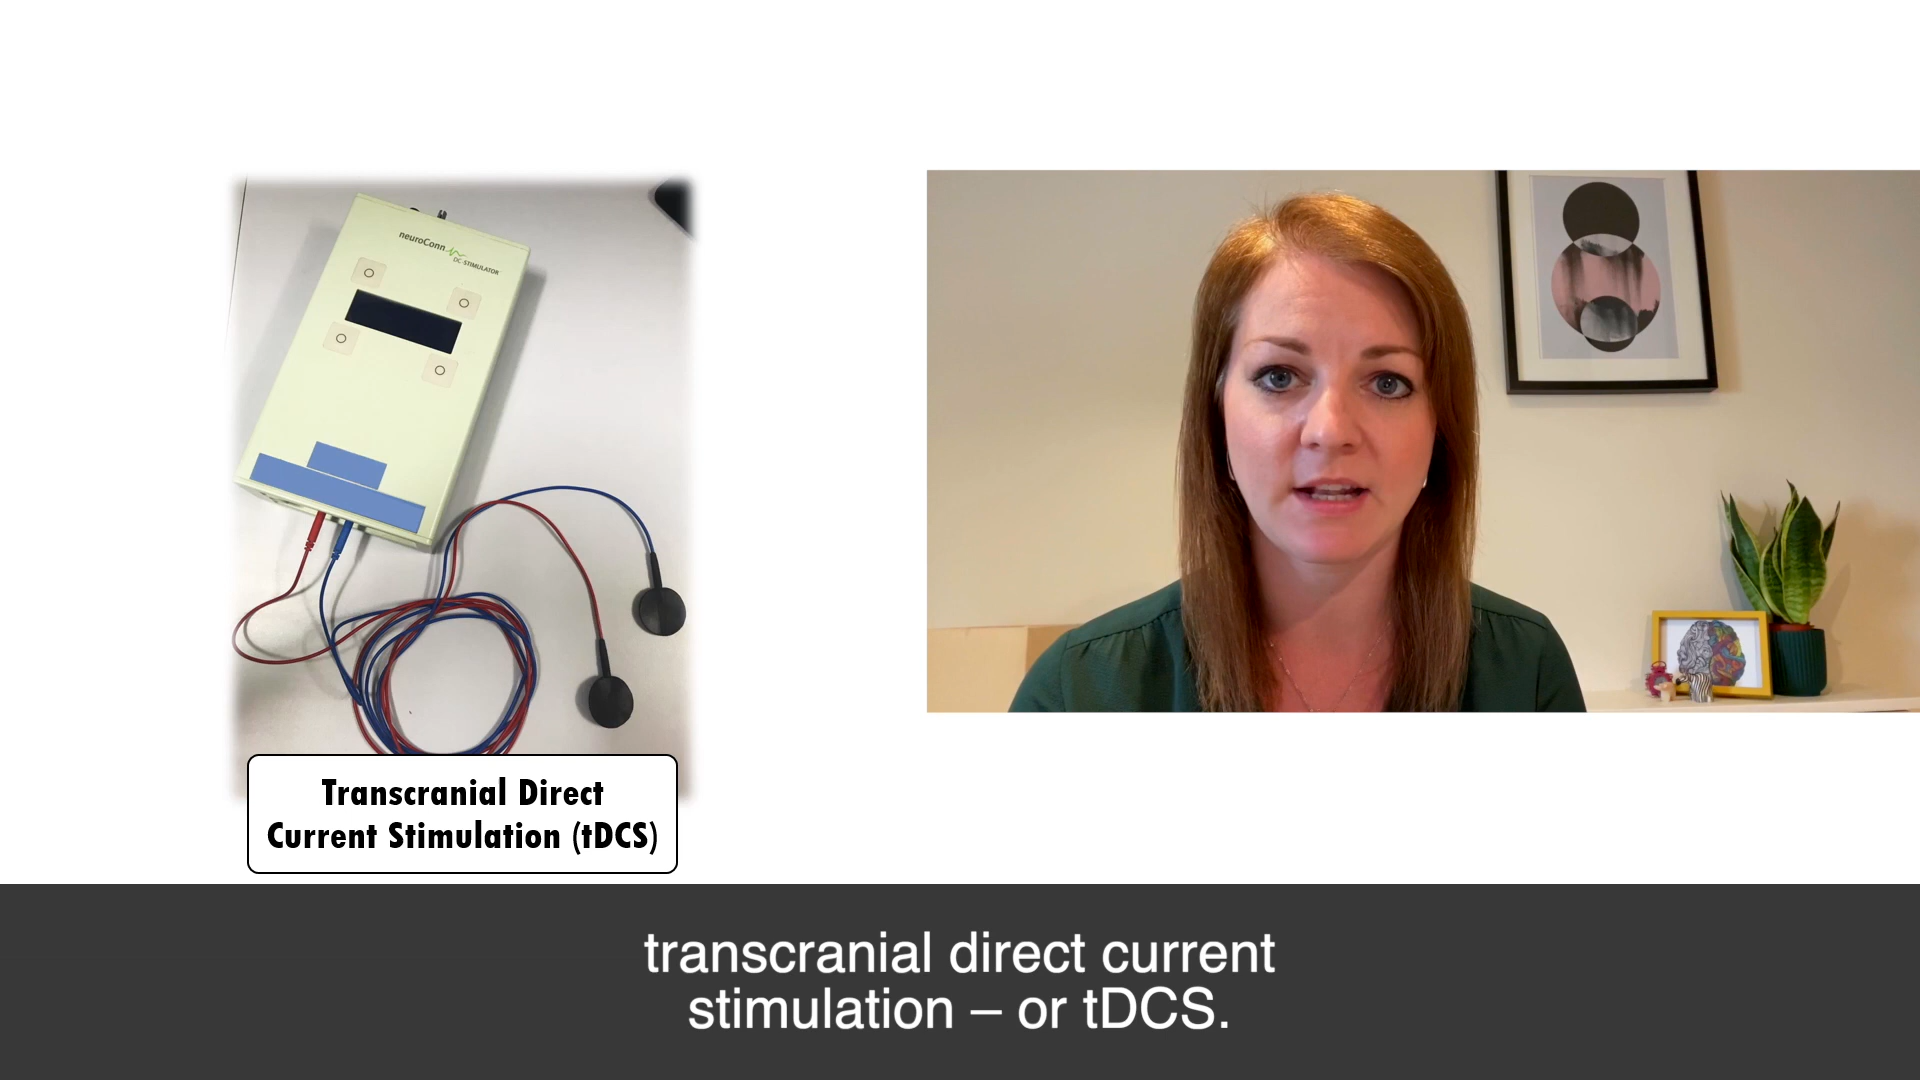 neuroConn
DC-STIMULATOR
Transcranial Direct
Current Stimulation (tDCS)
transcranial direct current
stimulation – or tDCS.